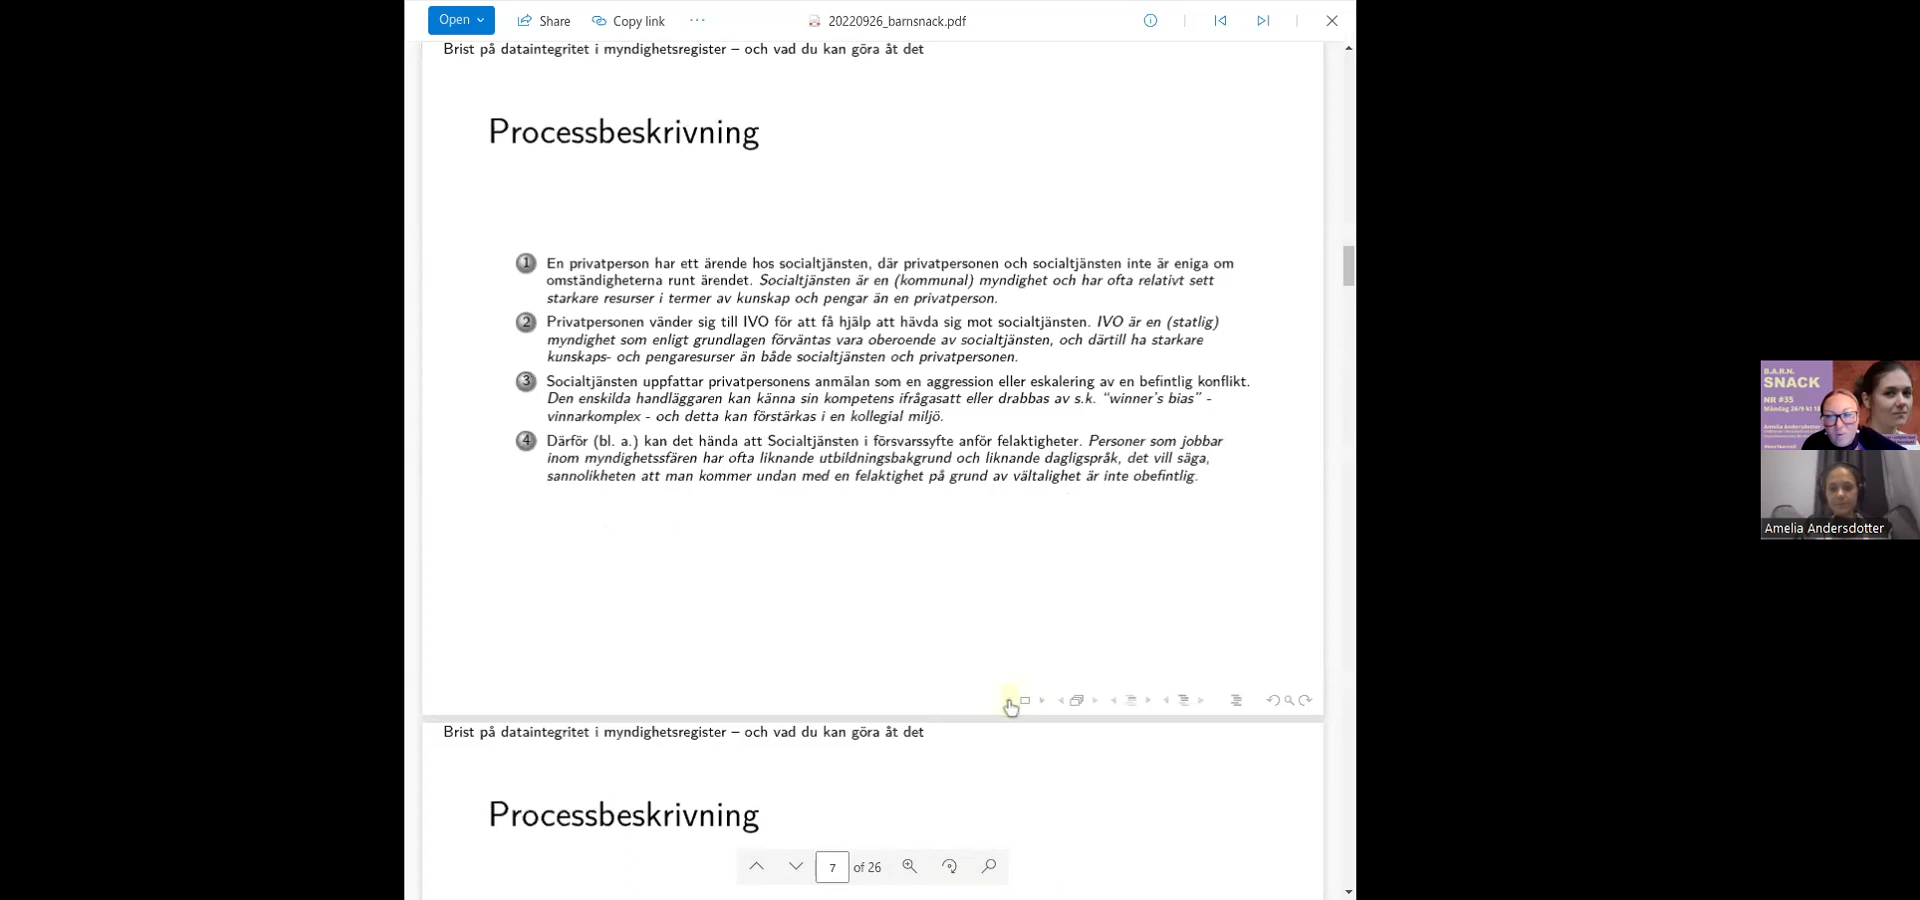 Open
Share
Copy link
20220926_barnsnack.pdf
Brist på dataintegritet i myndighetsregister – och vad du kan göra åt det
Processbeskrivning
1 En privatperson har ett ärende hos socialtjänsten, där privatpersonen och socialtjänsten inte är eniga om
omständigheterna runt ärendet. Socialtjänsten är en (kommunal) myndighet och har ofta relativt sett
starkare resurser i termer av kunskap och pengar än en privatperson.
2 Privatpersonen vänder sig till IVO för att få hjälp att hävda sig mot socialtjänsten. IVO är en (statlig)
myndighet som enligt grundlagen förväntas vara oberoende av socialtjänsten, och därtill ha starkare
kunskaps- och pengaresurser än både socialtjänsten och privatpersonen.
3 Socialtjänsten uppfattar privatpersonens anmälan som en aggression eller eskalering av en befintlig konflikt.
Den enskilda handläggaren kan känna sin kompetens ifrågasatt eller drabbas av s.k. “winner’s bias” -
vinnarkomplex - och detta kan förstärkas i en kollegial miljö.
4 Därför (bl. a.) kan det hända att Socialtjänsten i försvarssyfte anför felaktigheter. Personer som jobbar
inom myndighetssfären har ofta liknande utbildningsbakgrund och liknande dagligspråk, det vill säga,
sannolikheten att man kommer undan med en felaktighet på grund av vältalighet är inte obefintlig.
Brist på dataintegritet i myndighetsregister – och vad du kan göra åt det
Processbeskrivning
7 of 26
B.A.R.N.
SNACK
NR #35
Måndag 26/9 kl 18
Amelia Andersdotter
Amelia Andersdotter